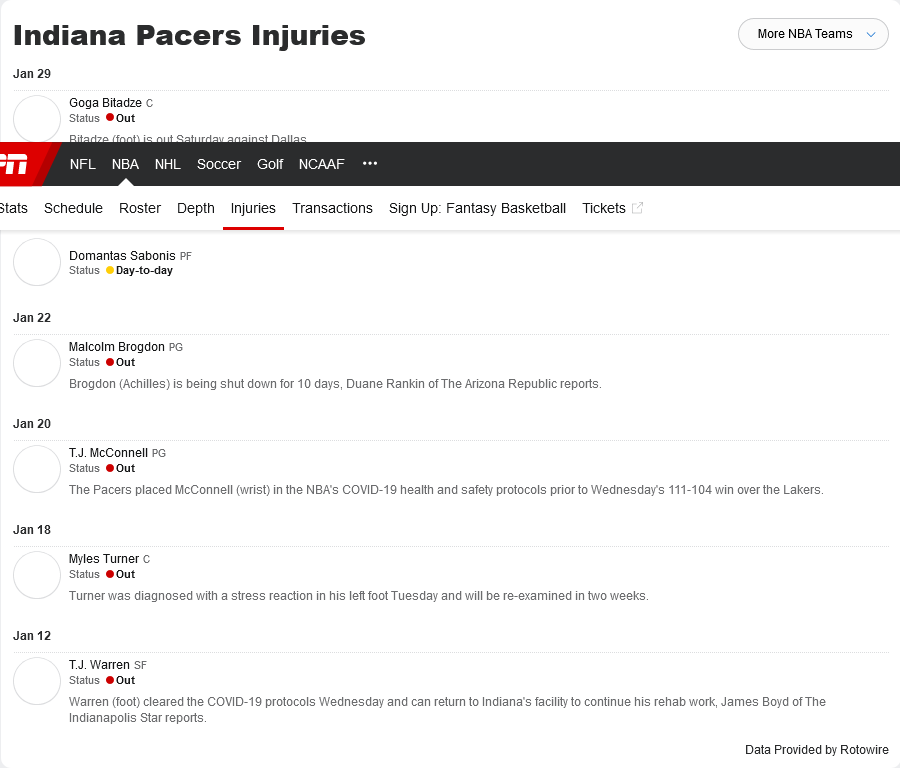 Indiana Pacers Injuries
More NBA Teams
Jan 29
Goga Bitadze C
Status Out
Bitadze (foot) is out Saturday against Dallas.
NFL NBA NHL Soccer Golf NCAAF •••
Stats Schedule Roster Depth Injuries Transactions Sign Up: Fantasy Basketball Tickets
Domantas Sabonis PF
Status Day-to-day
Jan 22
Malcolm Brogdon PG
Status Out
Brogdon (Achilles) is being shut down for 10 days, Duane Rankin of The Arizona Republic reports.
Jan 20
T.J. McConnell PG
Status Out
The Pacers placed McConnell (wrist) in the NBA's COVID-19 health and safety protocols prior to Wednesday's 111-104 win over the Lakers.
Jan 18
Myles Turner C
Status Out
Turner was diagnosed with a stress reaction in his left foot Tuesday and will be re-examined in two weeks.
Jan 12
T.J. Warren SF
Status Out
Warren (foot) cleared the COVID-19 protocols Wednesday and can return to Indiana's facility to continue his rehab work, James Boyd of The
Indianapolis Star reports.
Data Provided by Rotowire